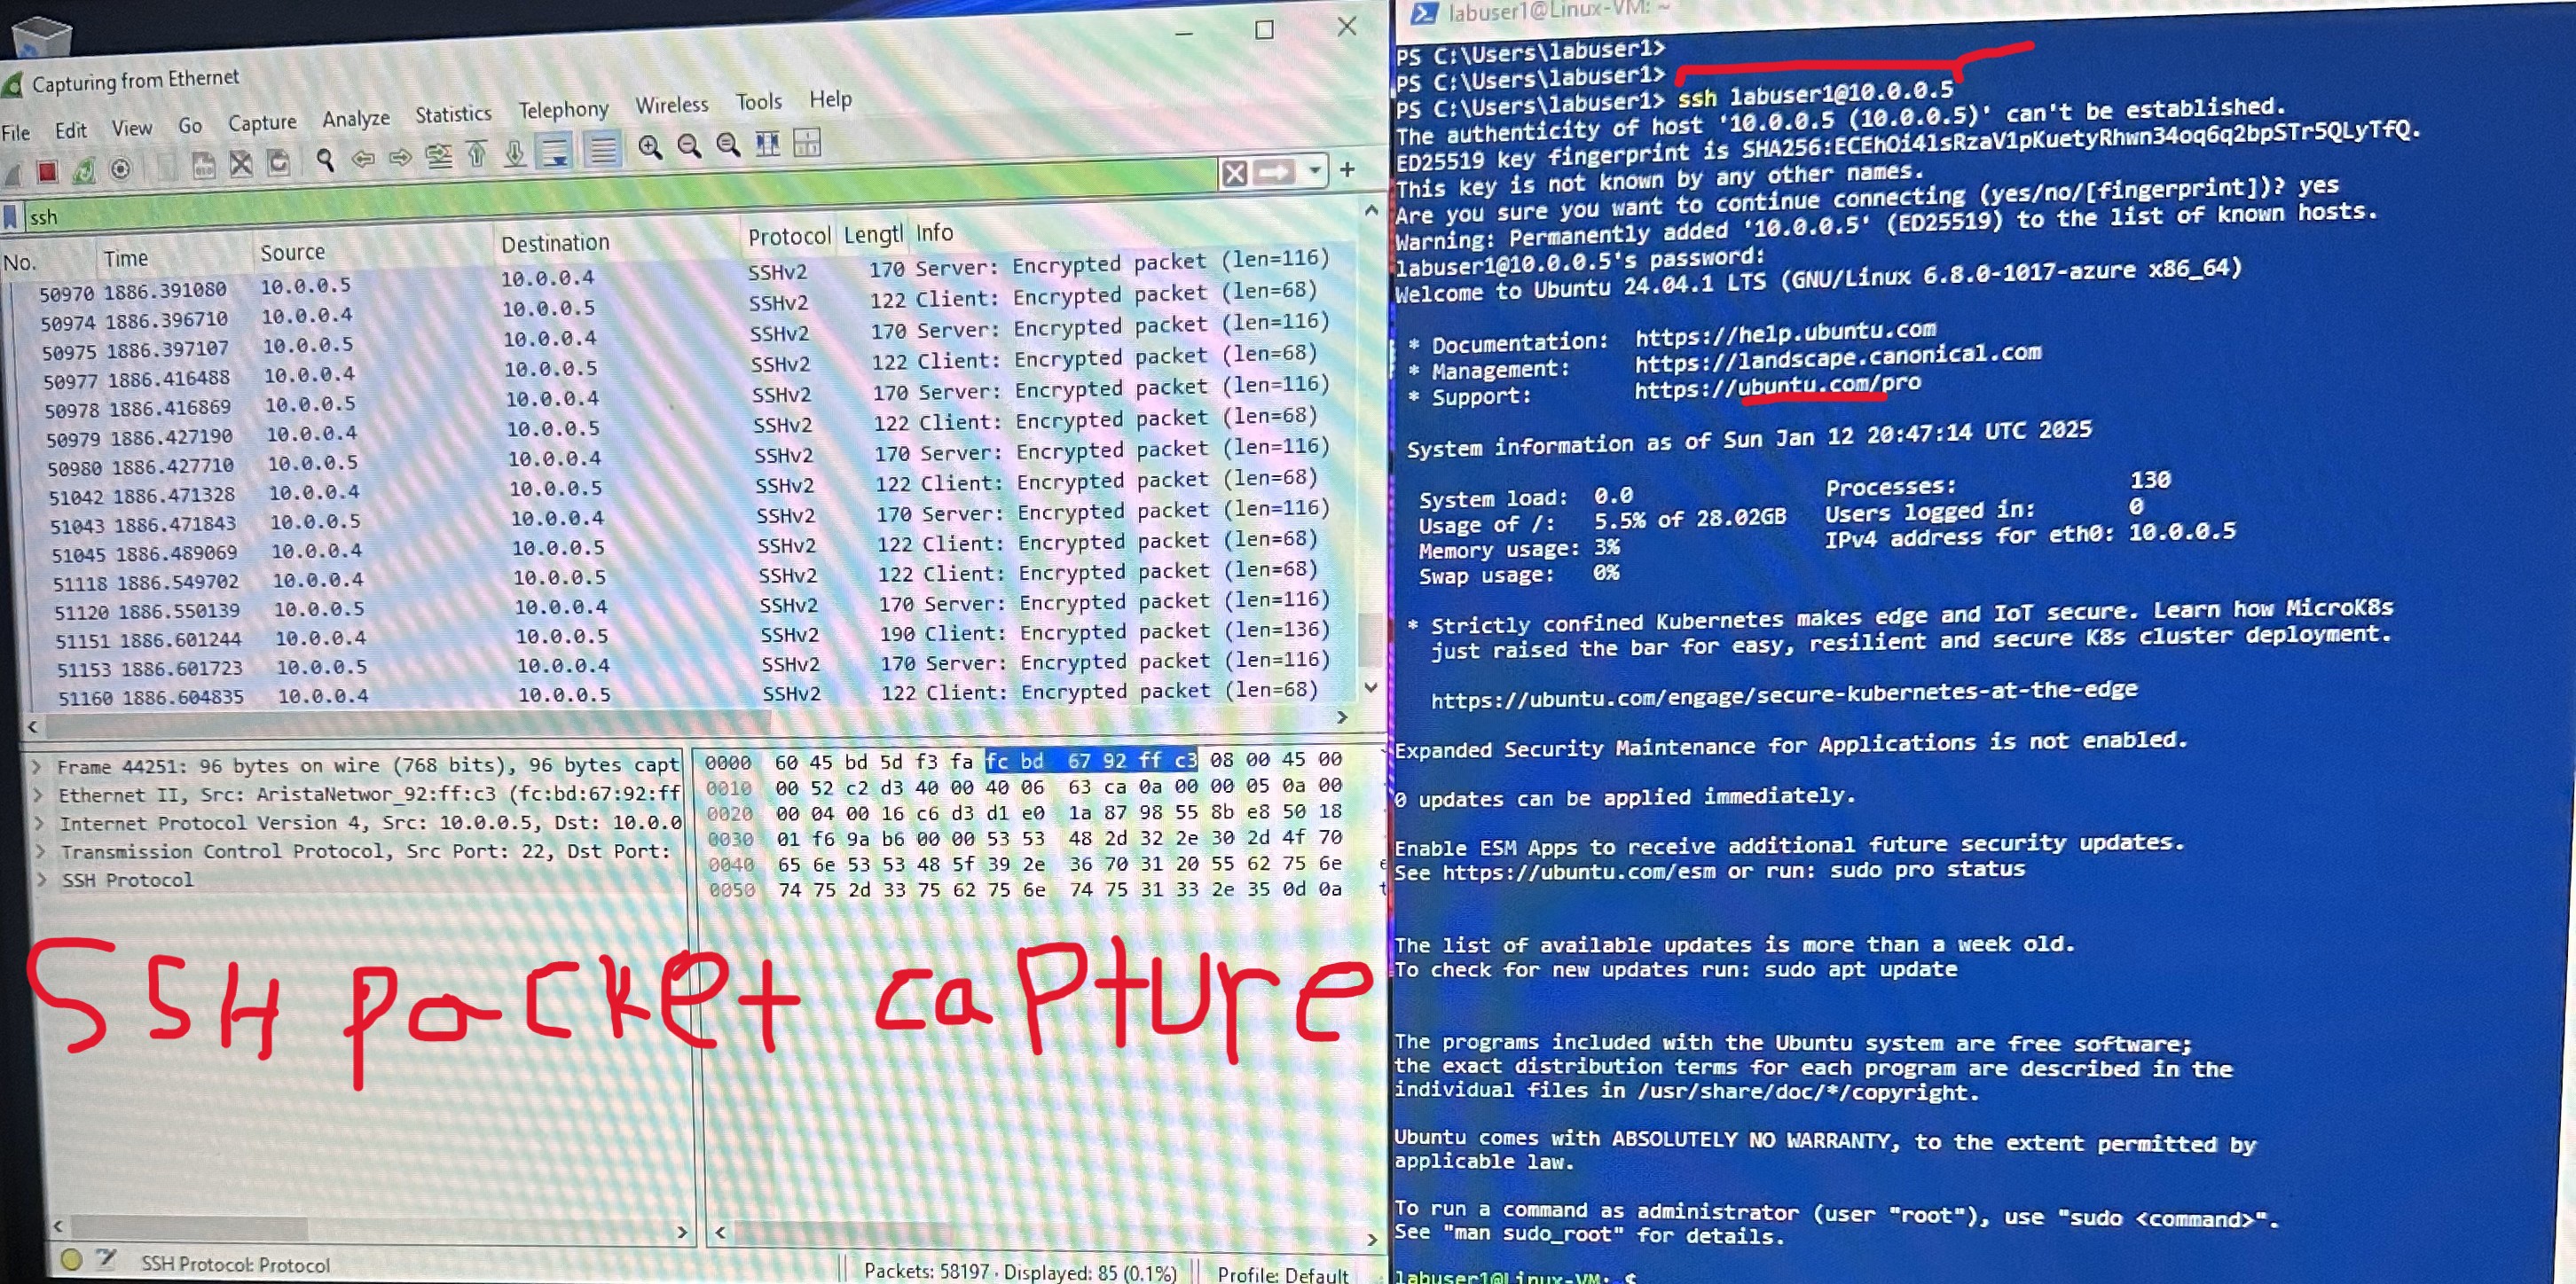 Capturing from Ethernet
File Edit View Go Capture Analyze Statistics Telephony Wireless Tools Help
ssh
No. Time Source Destination Protocol Lengtl Info
50970 1886.391080 10.0.0.5 10.0.0.4 SSHv2 170 Server: Encrypted packet (len=116)
50974 1886.396710 10.0.0.4 10.0.0.5 SSHv2 122 Client: Encrypted packet (len=68)
50975 1886.397107 10.0.0.5 10.0.0.4 SSHv2 170 Server: Encrypted packet (len=116)
50977 1886.416488 10.0.0.4 10.0.0.5 SSHv2 122 Client: Encrypted packet (len=68)
50978 1886.416869 10.0.0.5 10.0.0.4 SSHv2 170 Server: Encrypted packet (len=116)
50979 1886.427190 10.0.0.4 10.0.0.5 SSHv2 122 Client: Encrypted packet (len=68)
50980 1886.427710 10.0.0.5 10.0.0.4 SSHv2 170 Server: Encrypted packet (len=116)
51042 1886.471328 10.0.0.4 10.0.0.5 SSHv2 122 Client: Encrypted packet (len=68)
51043 1886.471843 10.0.0.5 10.0.0.4 SSHv2 170 Server: Encrypted packet (len=116)
51045 1886.489069 10.0.0.4 10.0.0.5 SSHv2 122 Client: Encrypted packet (len=68)
51118 1886.549702 10.0.0.4 10.0.0.5 SSHv2 122 Client: Encrypted packet (len=68)
51120 1886.550139 10.0.0.5 10.0.0.4 SSHv2 170 Server: Encrypted packet (len=116)
51151 1886.601244 10.0.0.4 10.0.0.5 SSHv2 190 Client: Encrypted packet (len=136)
51153 1886.601723 10.0.0.5 10.0.0.4 SSHv2 170 Server: Encrypted packet (len=116)
51160 1886.604835 10.0.0.4 10.0.0.5 SSHv2 122 Client: Encrypted packet (len=68)
Frame 44251: 96 bytes on wire (768 bits), 96 bytes capt
Ethernet II, Src: AristaNetwor_92:ff:c3 (fc:bd:67:92:ff
Internet Protocol Version 4, Src: 10.0.0.5, Dst: 10.0.0
Transmission Control Protocol, Src Port: 22, Dst Port:
SSH Protocol
0000 60 45 bd 5d f3 fa fc bd 67 92 ff c3 08 00 45 00
0010 00 52 c2 d3 40 00 40 06 63 ca 0a 00 00 05 0a 00
0020 00 04 00 16 c6 d3 d1 e0 1a 87 98 55 8b e8 50 18
0030 01 f6 9a b6 00 00 53 53 48 2d 32 2e 30 2d 4f 70
0040 65 6e 53 53 48 5f 39 2e 36 70 31 20 55 62 75 6e e
0050 74 75 2d 33 75 62 75 6e 74 75 31 33 2e 35 0d 0a t
SSH packet capture
SSH Protocol: Protocol
Packets: 58197 · Displayed: 85 (0.1%)
Profile: Default
labuser1@Linux-VM: ~
PS C:\Users\labuser1>
PS C:\Users\labuser1>
PS C:\Users\labuser1> ssh labuser1@10.0.0.5
The authenticity of host '10.0.0.5 (10.0.0.5)' can't be established.
ED25519 key fingerprint is SHA256:ECEhOi4lsRzaV1pKuetyRhwn34oq6q2bpSTr5QLyTfQ.
This key is not known by any other names.
Are you sure you want to continue connecting (yes/no/[fingerprint])? yes
Warning: Permanently added '10.0.0.5' (ED25519) to the list of known hosts.
labuser1@10.0.0.5's password:
Welcome to Ubuntu 24.04.1 LTS (GNU/Linux 6.8.0-1017-azure x86_64)
* Documentation: https://help.ubuntu.com
* Management: https://landscape.canonical.com
* Support: https://ubuntu.com/pro
System information as of Sun Jan 12 20:47:14 UTC 2025
System load: 0.0 Processes: 130
Usage of /: 5.5% of 28.02GB Users logged in: 0
Memory usage: 3% IPv4 address for eth0: 10.0.0.5
Swap usage: 0%
* Strictly confined Kubernetes makes edge and IoT secure. Learn how MicroK8s
just raised the bar for easy, resilient and secure K8s cluster deployment.
https://ubuntu.com/engage/secure-kubernetes-at-the-edge
Expanded Security Maintenance for Applications is not enabled.
0 updates can be applied immediately.
Enable ESM Apps to receive additional future security updates.
See https://ubuntu.com/esm or run: sudo pro status
The list of available updates is more than a week old.
To check for new updates run: sudo apt update
The programs included with the Ubuntu system are free software;
the exact distribution terms for each program are described in the
individual files in /usr/share/doc/*/copyright.
Ubuntu comes with ABSOLUTELY NO WARRANTY, to the extent permitted by
applicable law.
To run a command as administrator (user "root"), use "sudo <command>".
See "man sudo_root" for details.
labuser1@Linux-VM: $